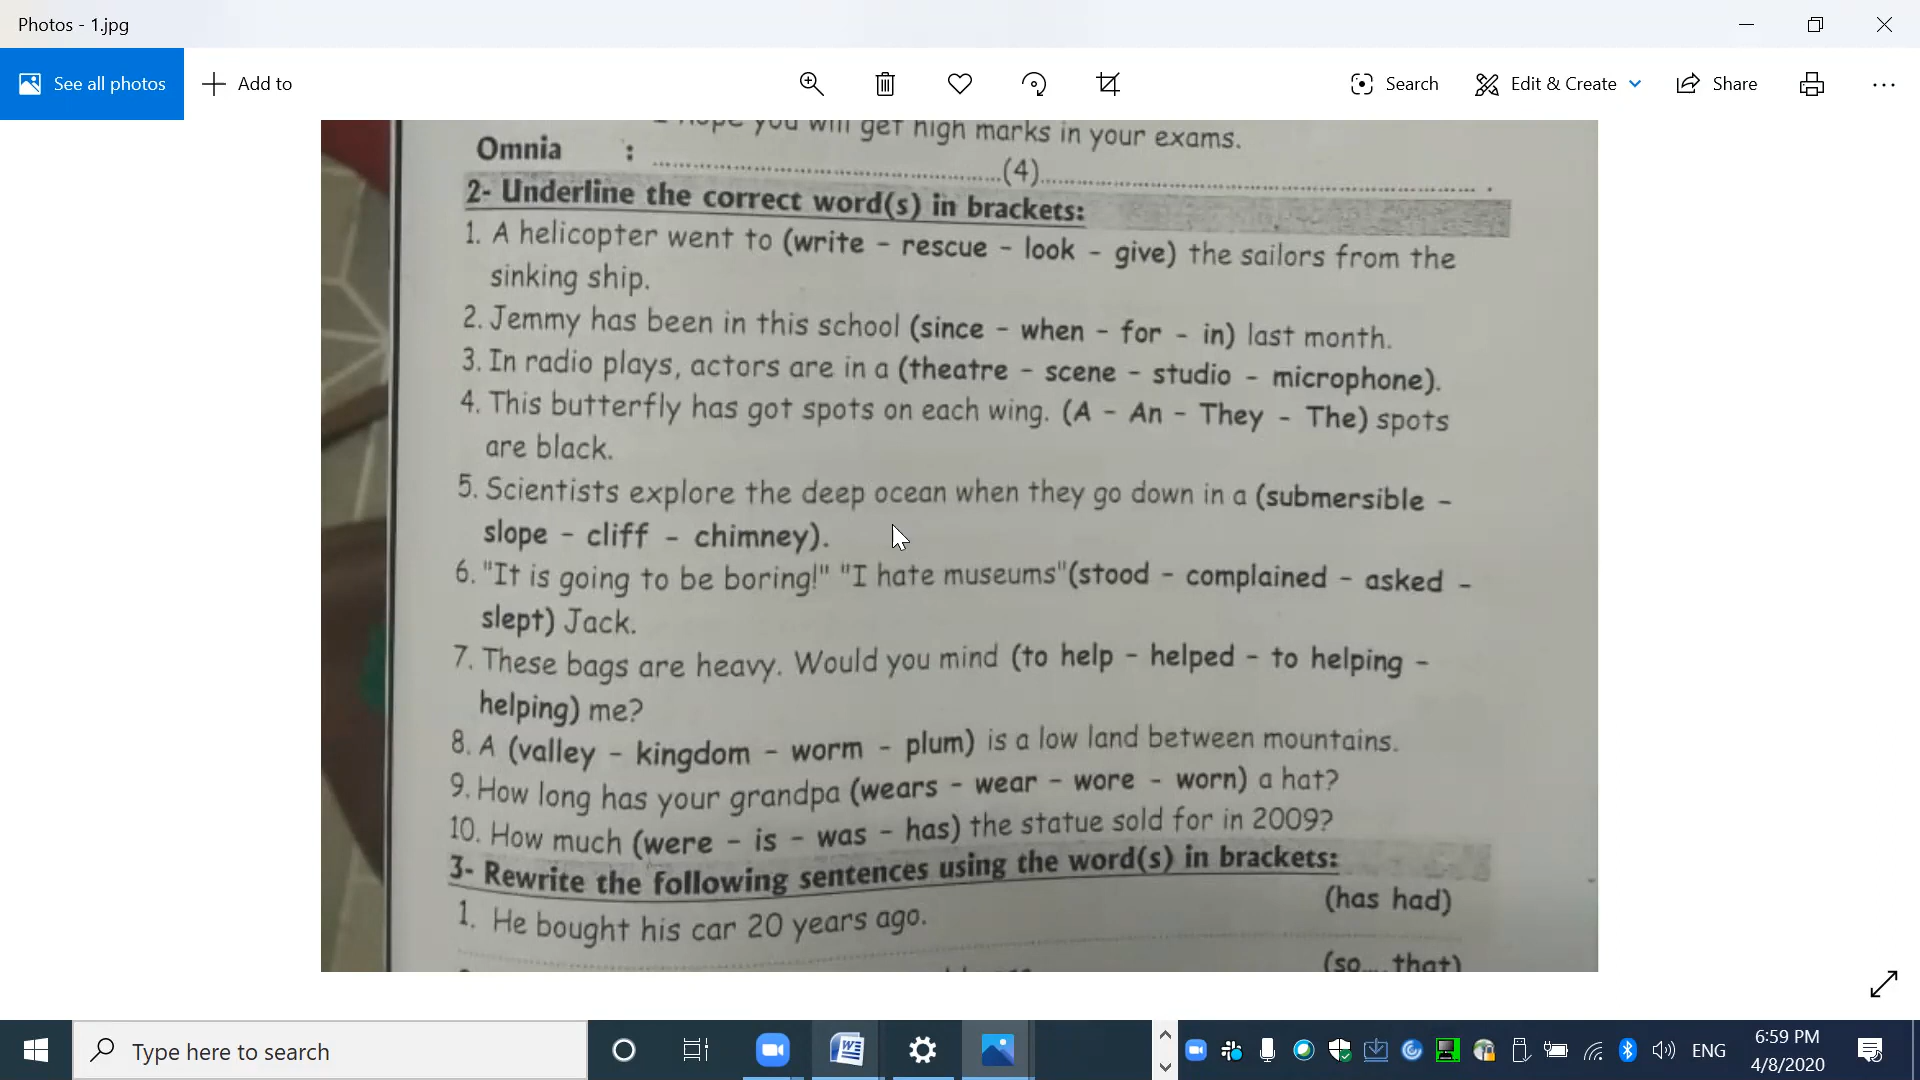 Photos - 1.jpg
See all photos
Add to
Search
Edit & Create
Share
hope you will get high marks in your exams.
Omnia :
(4)
2- Underline the correct word(s) in brackets:
1. A helicopter went to (write - rescue - look - give) the sailors from the
sinking ship.
2. Jemmy has been in this school (since - when - for - in) last month.
3. In radio plays, actors are in a (theatre - scene - studio - microphone).
4. This butterfly has got spots on each wing. (A - An - They - The) spots
are black.
5. Scientists explore the deep ocean when they go down in a (submersible -
slope - cliff - chimney).
6. "It is going to be boring!" "I hate museums"(stood - complained - asked -
slept) Jack.
7. These bags are heavy. Would you mind (to help - helped - to helping -
helping) me?
8. A (valley - kingdom - worm - plum) is a low land between mountains.
9. How long has your grandpa (wears - wear - wore - worn) a hat?
10. How much (were - is - was - has) the statue sold for in 2009?
3- Rewrite the following sentences using the word(s) in brackets:
1. He bought his car 20 years ago. (has had)
(so....that)
Type here to search
ENG
6:59 PM
4/8/2020